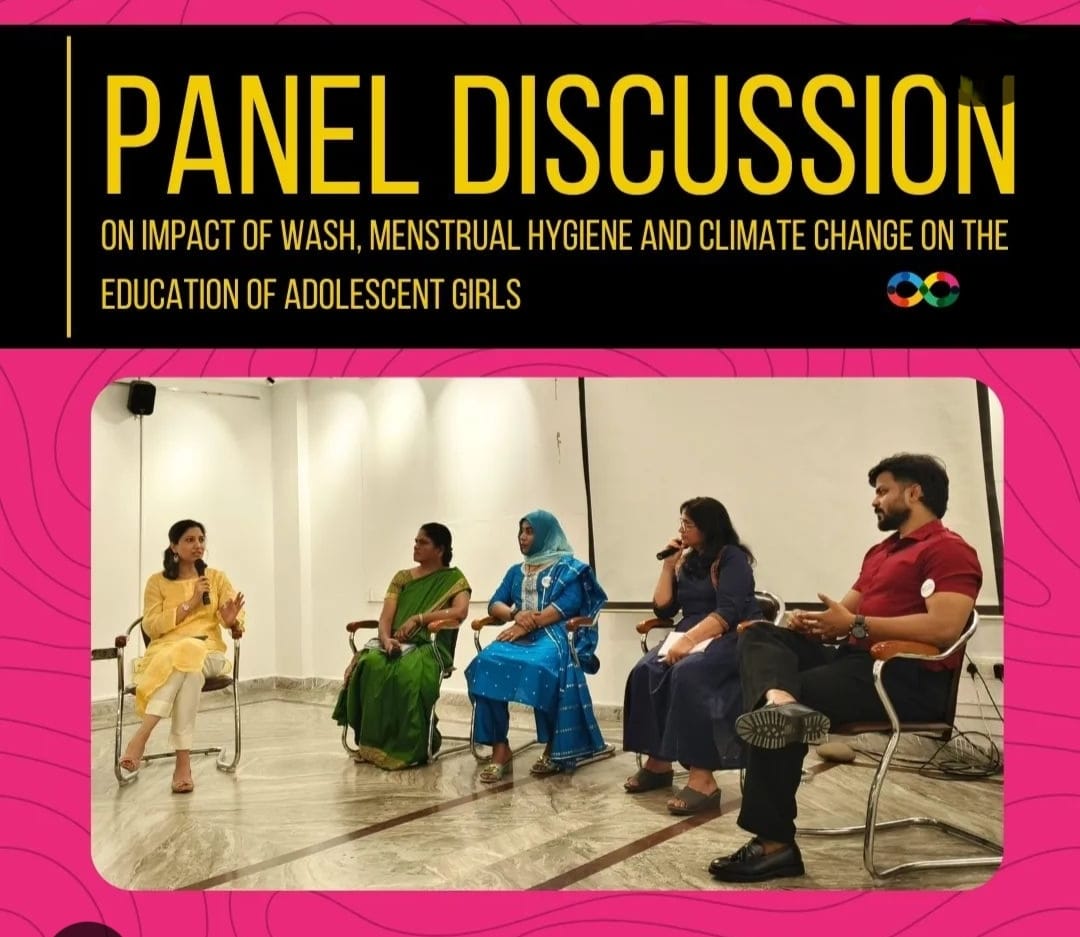 PANEL DISCUSSION
ON IMPACT OF WASH, MENSTRUAL HYGIENE AND CLIMATE CHANGE ON THE
EDUCATION OF ADOLESCENT GIRLS